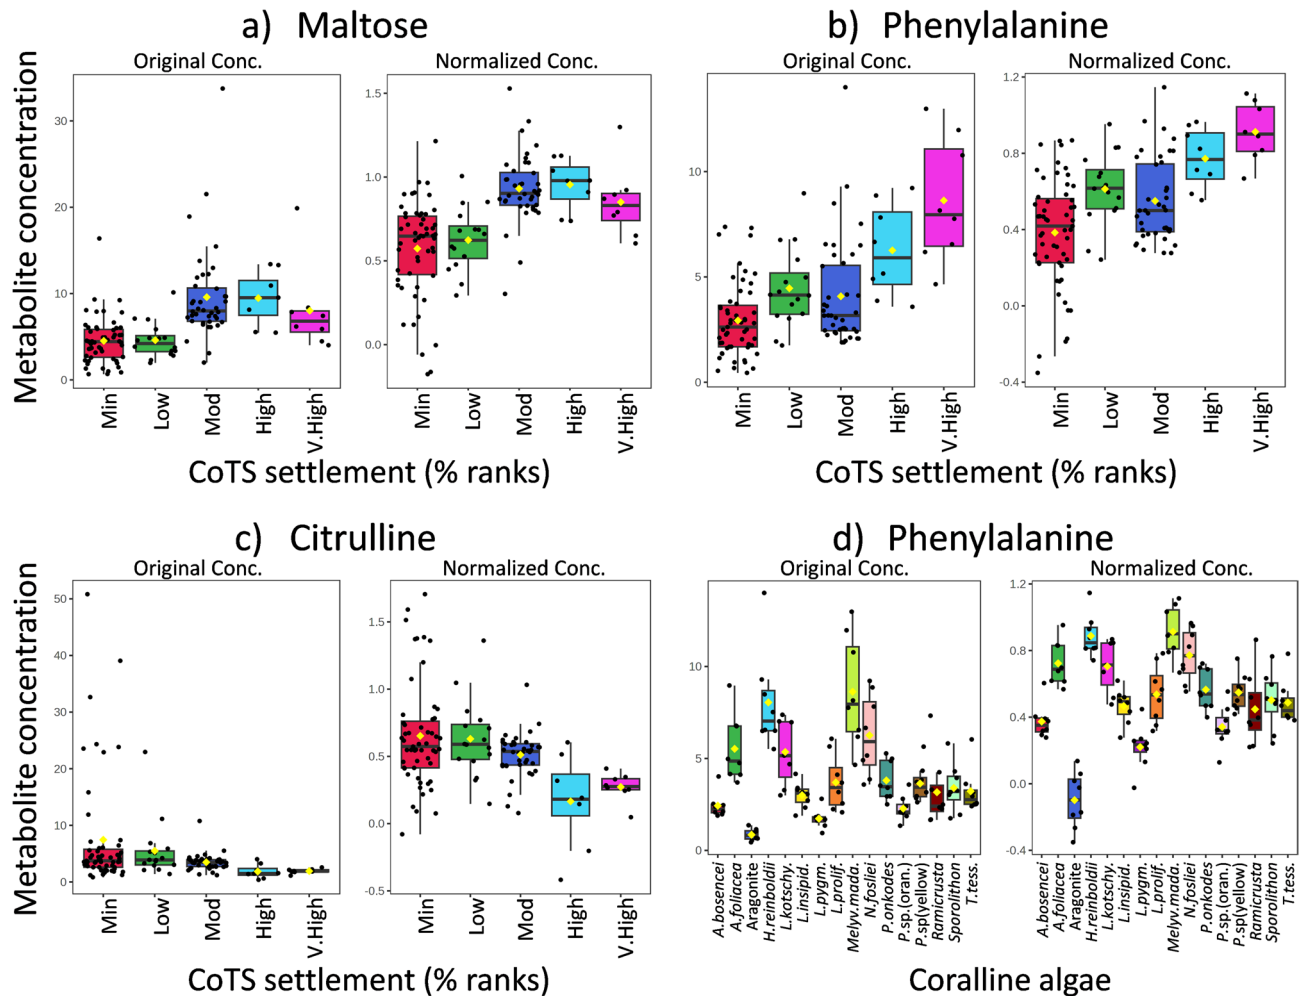 a) Maltose
Original Conc.
Normalized Conc.
Metabolite concentration
30
20
10
0
1.5
1.0
0.5
0.0
Min
Low
Mod
High
V.High
Min
Low
Mod
High
V.High
CoTS settlement (% ranks)
b) Phenylalanine
Original Conc.
Normalized Conc.
10
5
0
1.2
0.8
0.4
0.0
-0.4
Min
Low
Mod
High
V.High
Min
Low
Mod
High
V.High
CoTS settlement (% ranks)
c) Citrulline
Original Conc.
Normalized Conc.
Metabolite concentration
50
40
30
20
10
0
1.5
1.0
0.5
0.0
-0.5
Min
Low
Mod
High
V.High
Min
Low
Mod
High
V.High
CoTS settlement (% ranks)
d) Phenylalanine
Original Conc.
Normalized Conc.
10
5
0
1.2
0.8
0.4
0.0
-0.4
A.bosencei
A.foliacea
Aragonite
H.reinboldii
L.kotschy.
L.insipid.
L.pygm.
L.prolif.
Melyv.mada.
N.fosliei
P.onkodes
P.sp.(oran.)
P.splyellow)
Ramicrusta
Sporolithon
T.tess.
A.bosencei
A.foliacea
Aragonite
H.reinboldii
L.kotschy.
L.insipid.
L.pygm.
L.prolif.
Melyv.mada.
N.fosliei
P.onkodes
P.sp.(oran.)
P.splyellow)
Ramicrusta
Sporolithon
T.tess.
Coralline algae